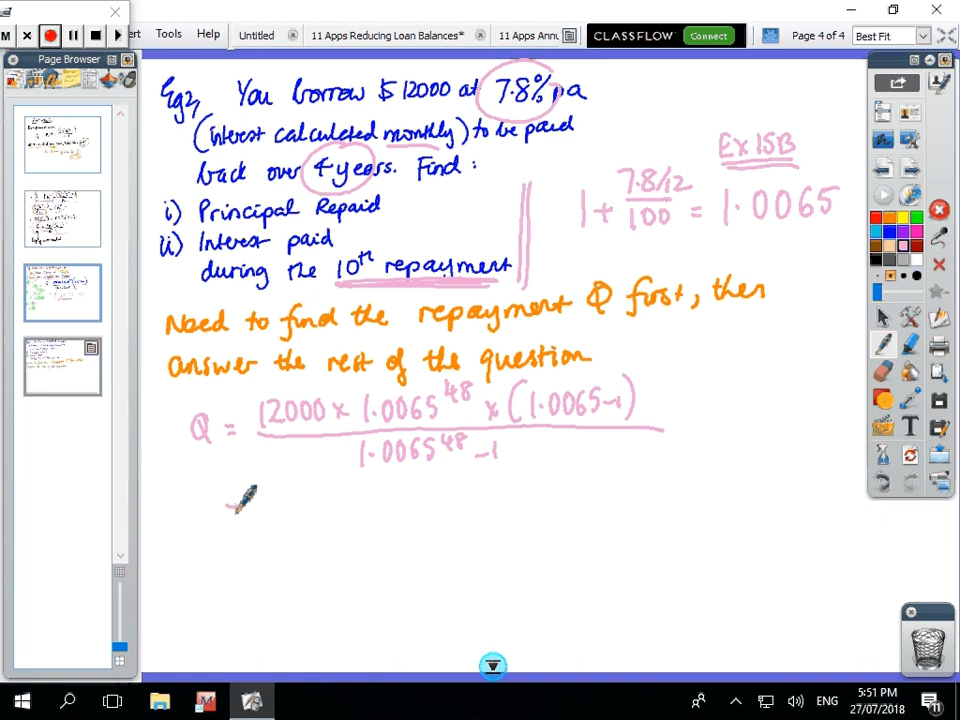 Page 4 of 4
Best Fit
M
ert
Tools
Help
Untitled
11 Apps Reducing Loan Balances*
11 Apps Annu
CLASSFLOW
Connect
Page Browser
Eg2, You borrow $12000 at 7.8% pa
(interest calculated monthly) to be paid
back over 4 years. Find :
i) Principal Repaid
ii) Interest paid
during the 10th repayment
Ex 15B
1 + 7.8/12 / 100 = 1.0065
Need to find the repayment Q first, then
answer the rest of the question
Q = 12000 × 1.0065^48 × (1.0065-1)
1.0065^48 -1
ENG
5:51 PM
27/07/2018
11